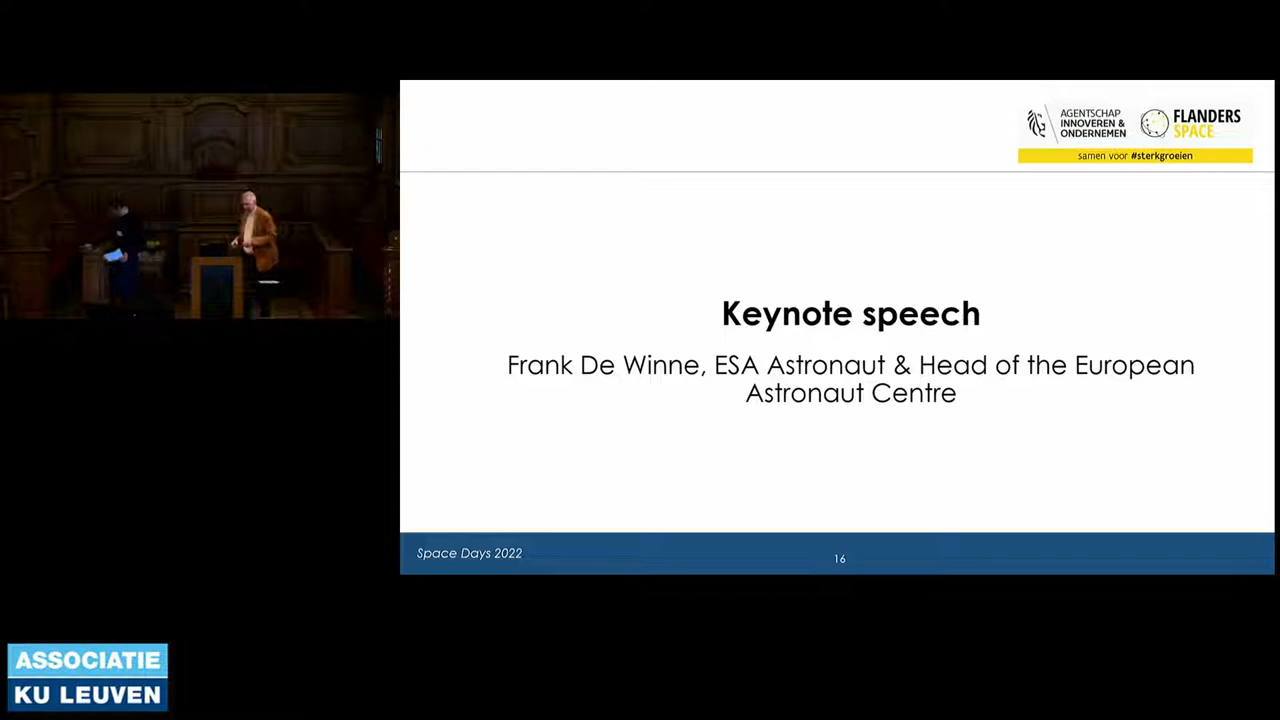 AGENTSCHAP
INNOVEREN &
ONDERNEMEN
FLANDERS
SPACE
samen voor #sterkgroeien
Keynote speech
Frank De Winne, ESA Astronaut & Head of the European
Astronaut Centre
Space Days 2022
16
ASSOCIATIE
KU LEUVEN